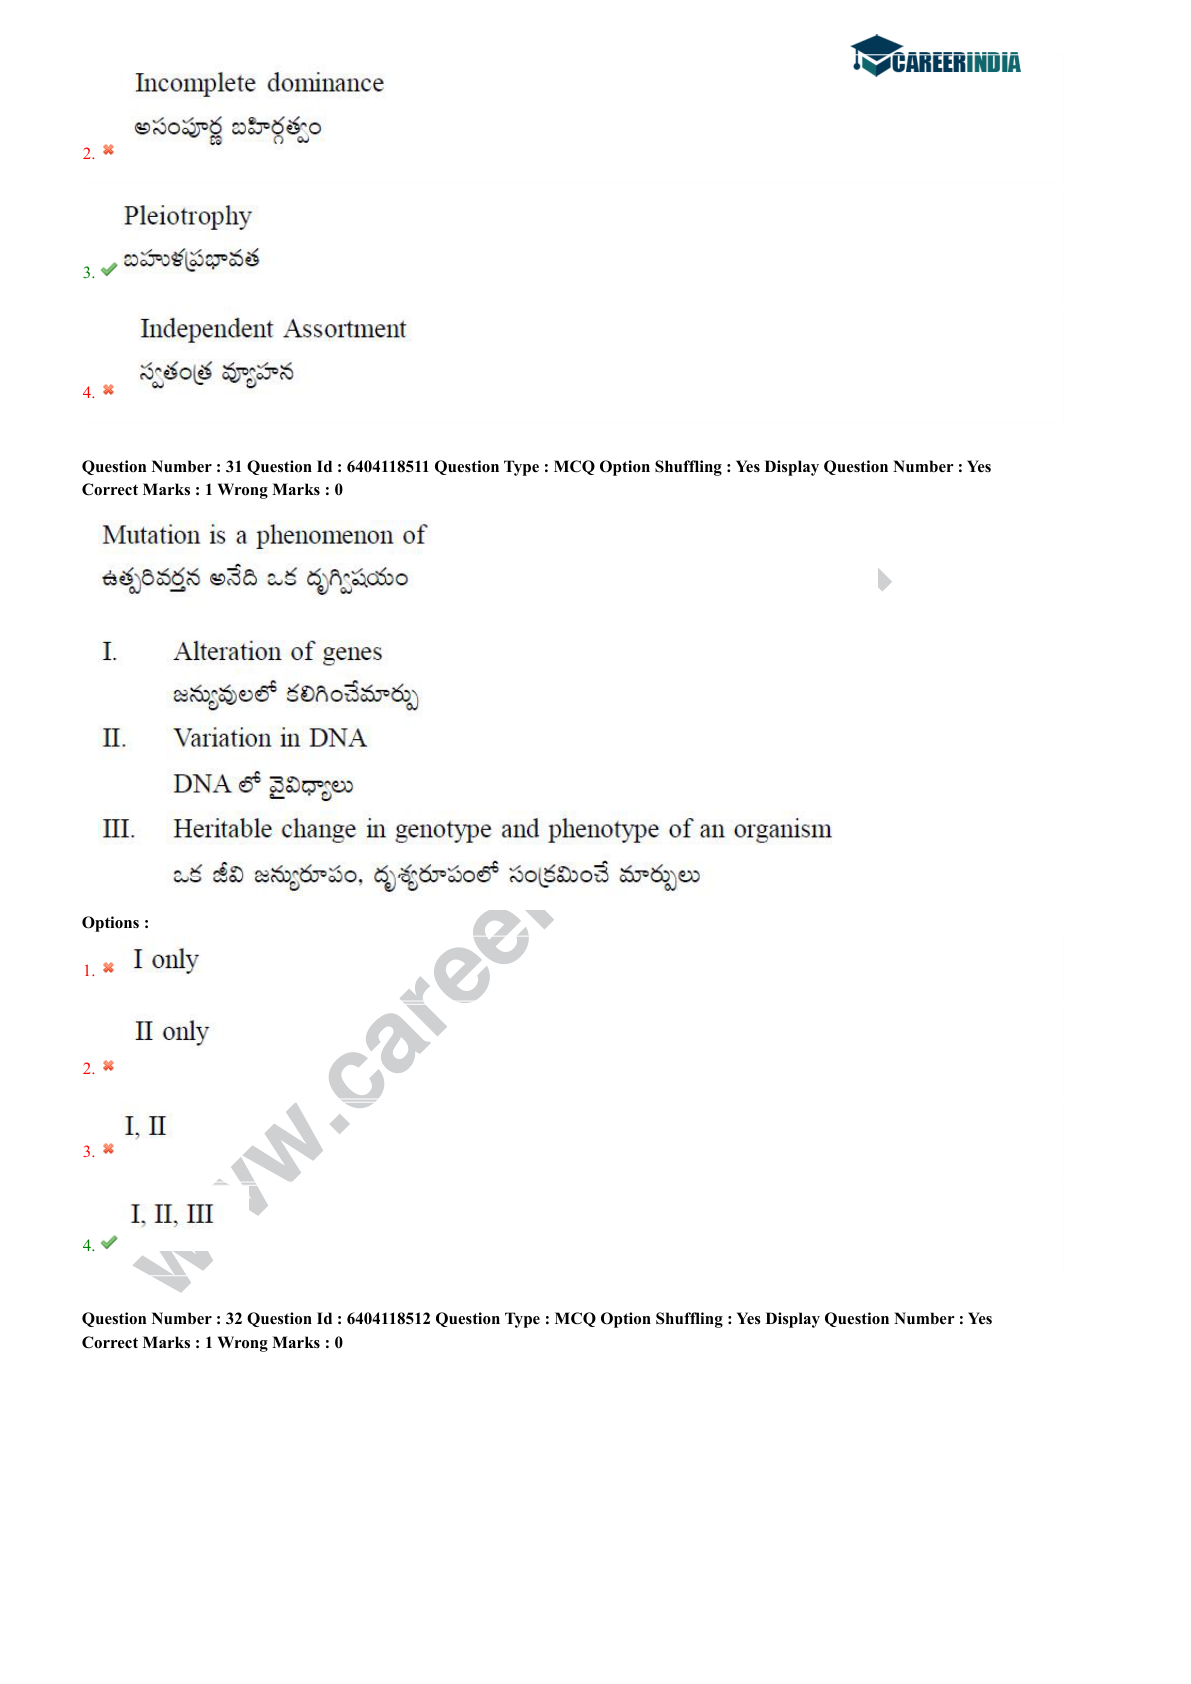 CAREERINDIA
Incomplete dominance
అసంపూర్ణ బహిర్గత్వం
2.
Pleiotrophy
బహుళప్రభావత
3.
Independent Assortment
స్వతంత్ర వ్యూహన
4.
Question Number : 31 Question Id : 6404118511 Question Type : MCQ Option Shuffling : Yes Display Question Number : Yes
Correct Marks : 1 Wrong Marks : 0
Mutation is a phenomenon of
ఉత్పరివర్తన అనేది ఒక దృగ్విషయం
I. Alteration of genes
జన్యువులలో కలిగించేమార్పు
II. Variation in DNA
DNA లో వైవిధ్యాలు
III. Heritable change in genotype and phenotype of an organism
ఒక జీవి జన్యురూపం, దృశ్యరూపంలో సంక్రమించే మార్పులు
Options :
1. I only
II only
2.
I, II
3.
I, II, III
4.
www.career
Question Number : 32 Question Id : 6404118512 Question Type : MCQ Option Shuffling : Yes Display Question Number : Yes
Correct Marks : 1 Wrong Marks : 0